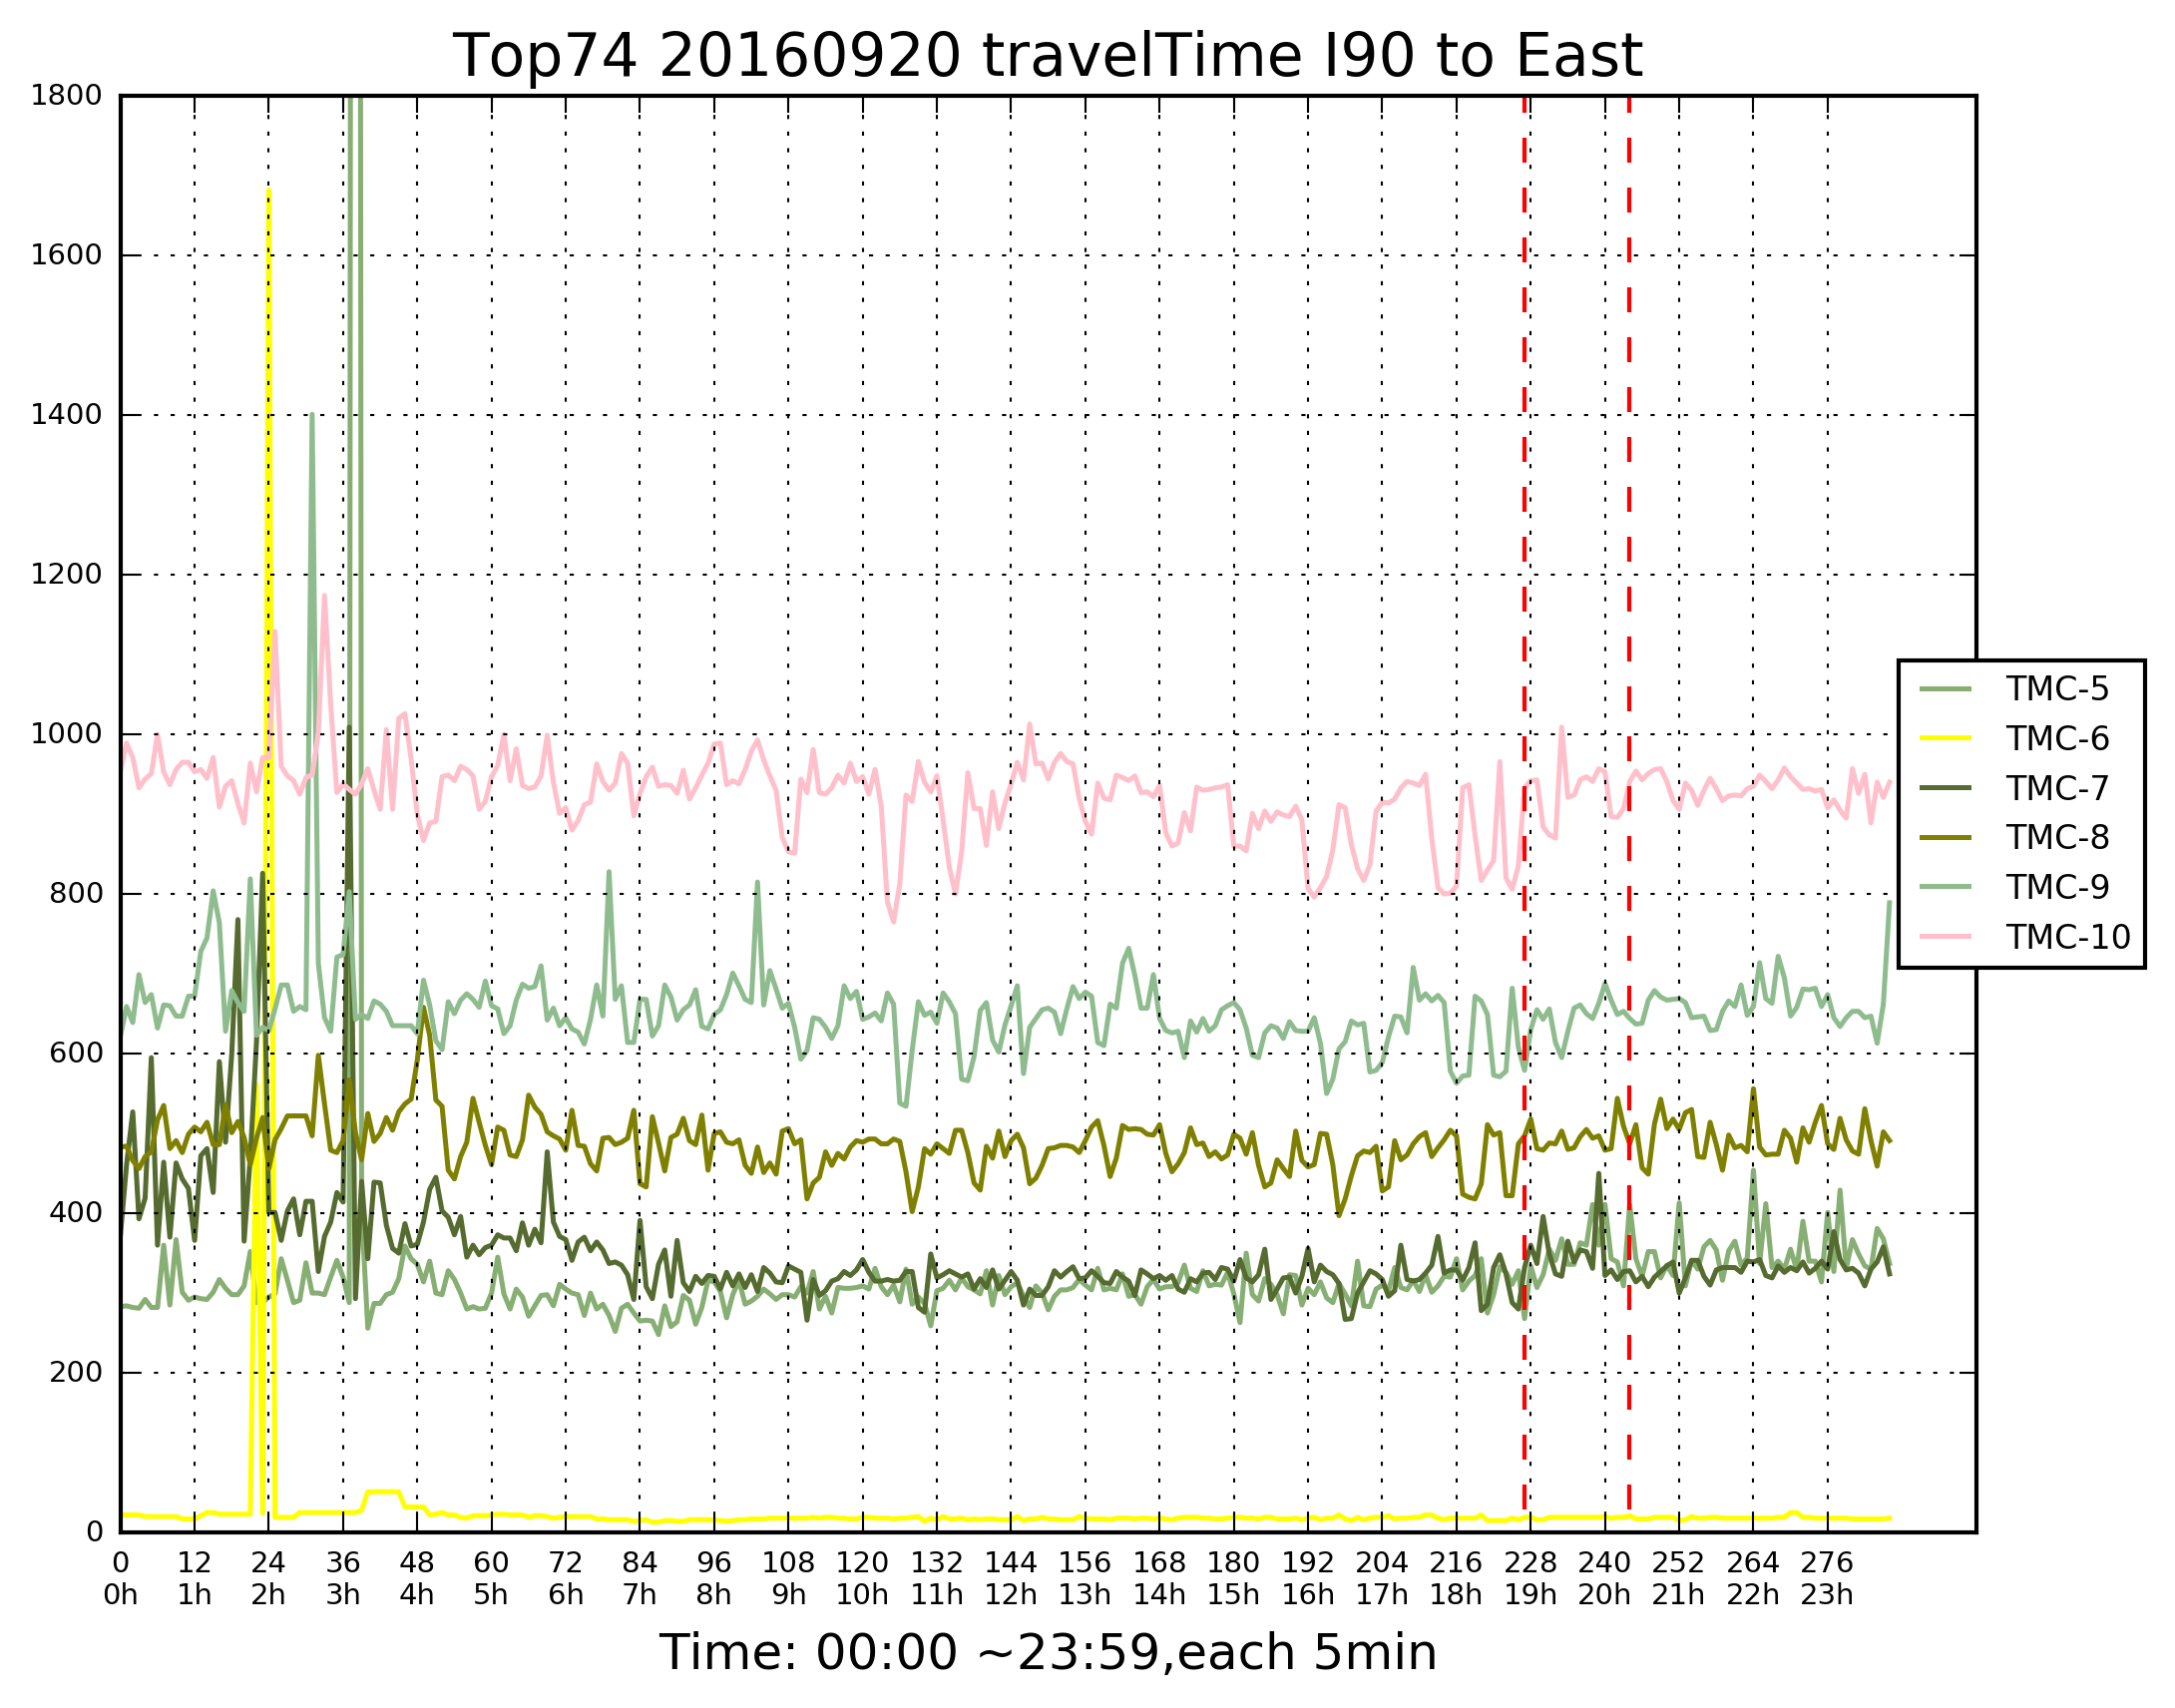 Top74 20160920 travelTime I90 to East
1800
1600
1400
1200
1000
800
600
400
200
0
TMC-5
TMC-6
TMC-7
TMC-8
TMC-9
TMC-10
0 12 24 36 48 60 72 84 96 108 120 132 144 156 168 180 192 204 216 228 240 252 264 276
0h 1h 2h 3h 4h 5h 6h 7h 8h 9h 10h 11h 12h 13h 14h 15h 16h 17h 18h 19h 20h 21h 22h 23h
Time: 00:00 ~23:59,each 5min